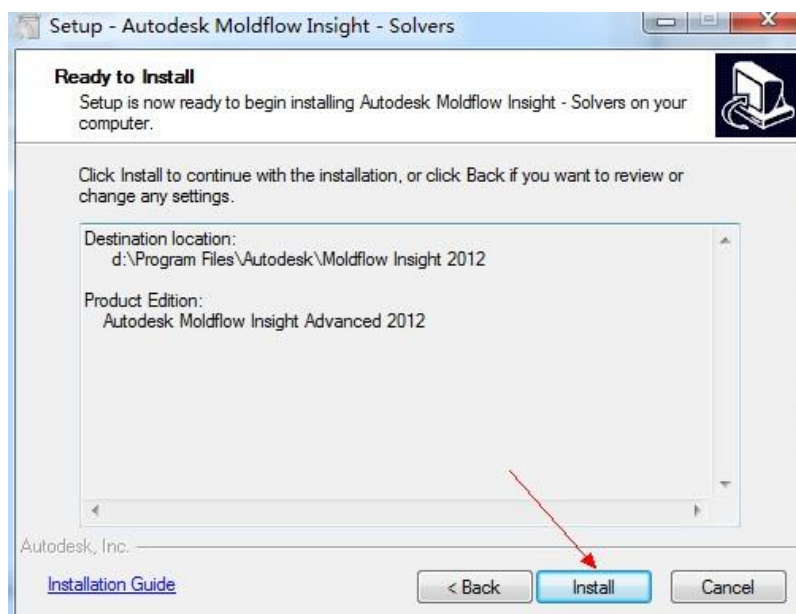 Setup - Autodesk Moldflow Insight - Solvers
Ready to Install
Setup is now ready to begin installing Autodesk Moldflow Insight - Solvers on your
computer.
Click Install to continue with the installation, or click Back if you want to review or
change any settings.
Destination location:
d:\Program Files\Autodesk\Moldflow Insight 2012
Product Edition:
Autodesk Moldflow Insight Advanced 2012
Autodesk, Inc.
Installation Guide
< Back
Install
Cancel